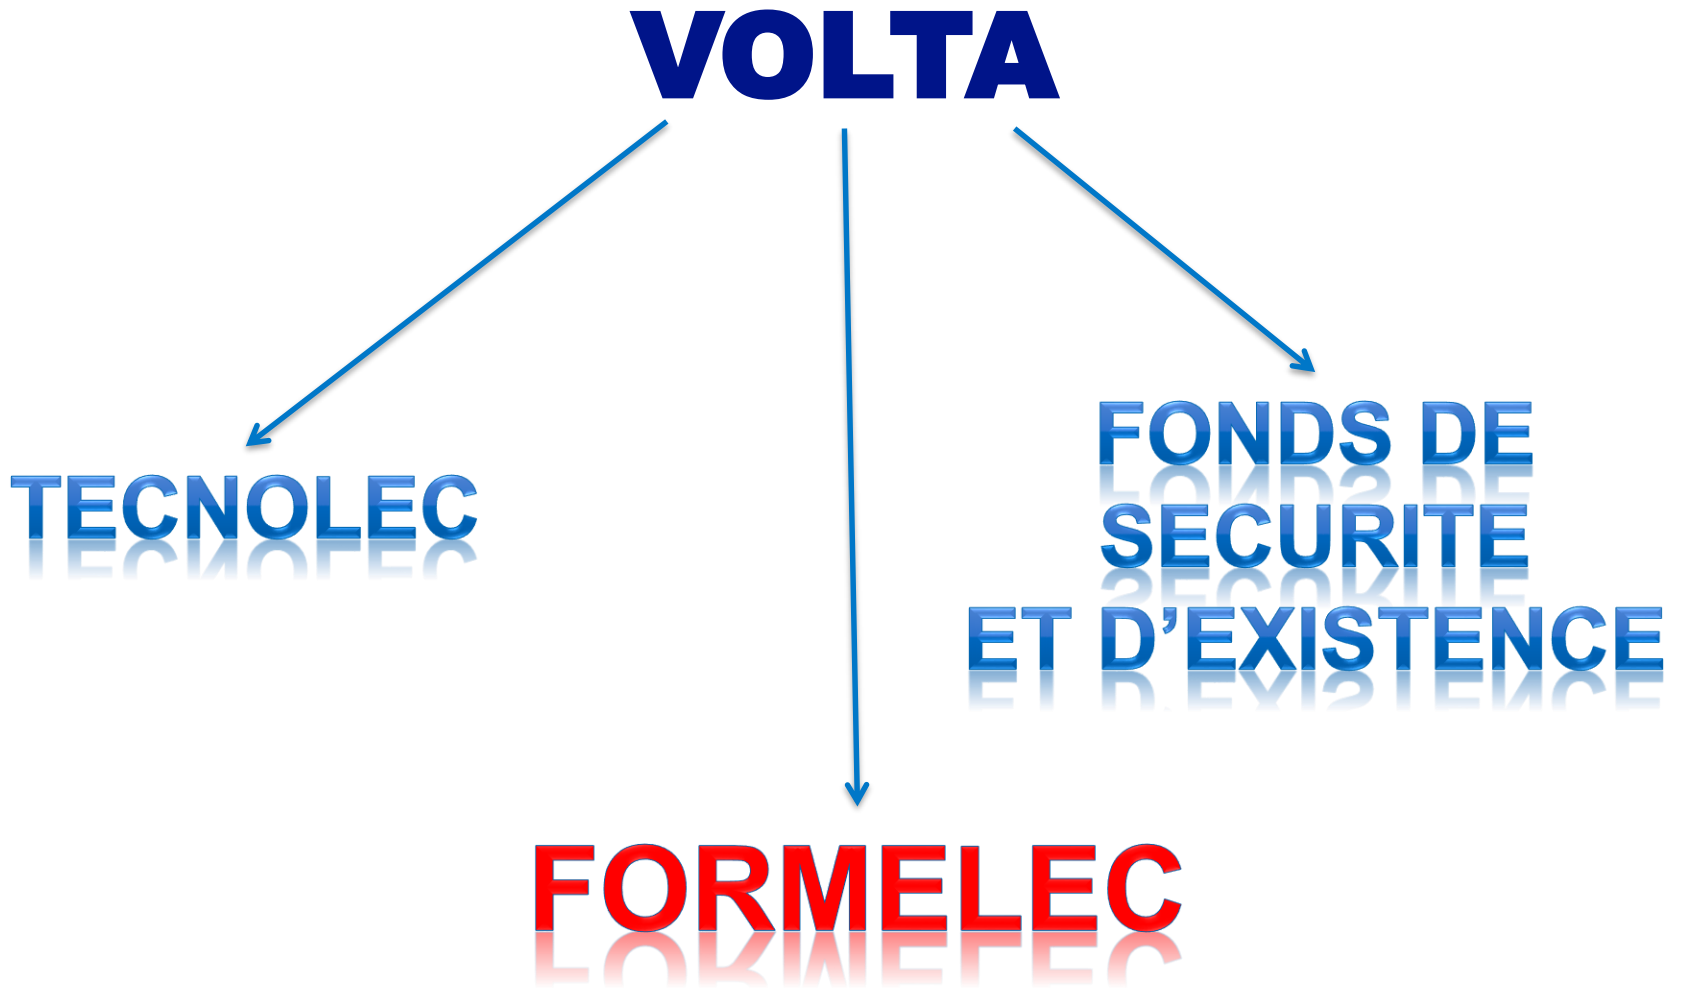 VOLTA
TECNOLEC
FONDS DE
SECURITE
ET D’EXISTENCE
FORMELEC